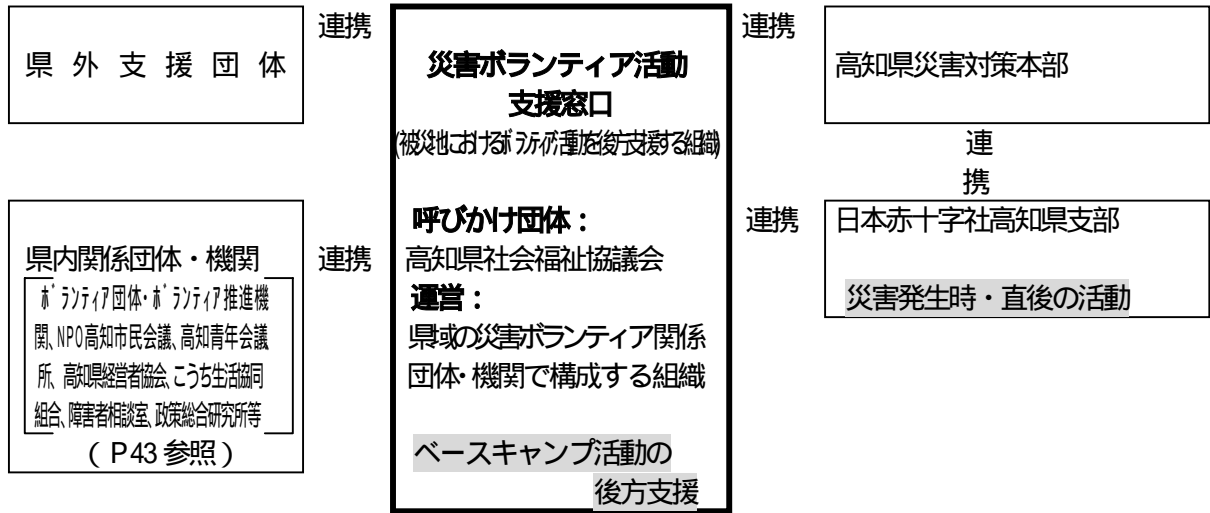 県外支援団体
連携
災害ボランティア活動
支援窓口
(被災地におけるボランティア活動を後方支援する組織)
連携
高知県災害対策本部
連
携
県内関係団体・機関
ボランティア団体・ボランティア推進機
関、NPO高知市民会議、高知青年会議
所、高知県経営者協会、こうち生活協同
組合、障害者相談室、政策総合研究所等
(P43参照)
連携
呼びかけ団体：
高知県社会福祉協議会
運営：
県域の災害ボランティア関係
団体・機関で構成する組織
ベースキャンプ活動の
後方支援
連携
日本赤十字社高知県支部
災害発生時・直後の活動